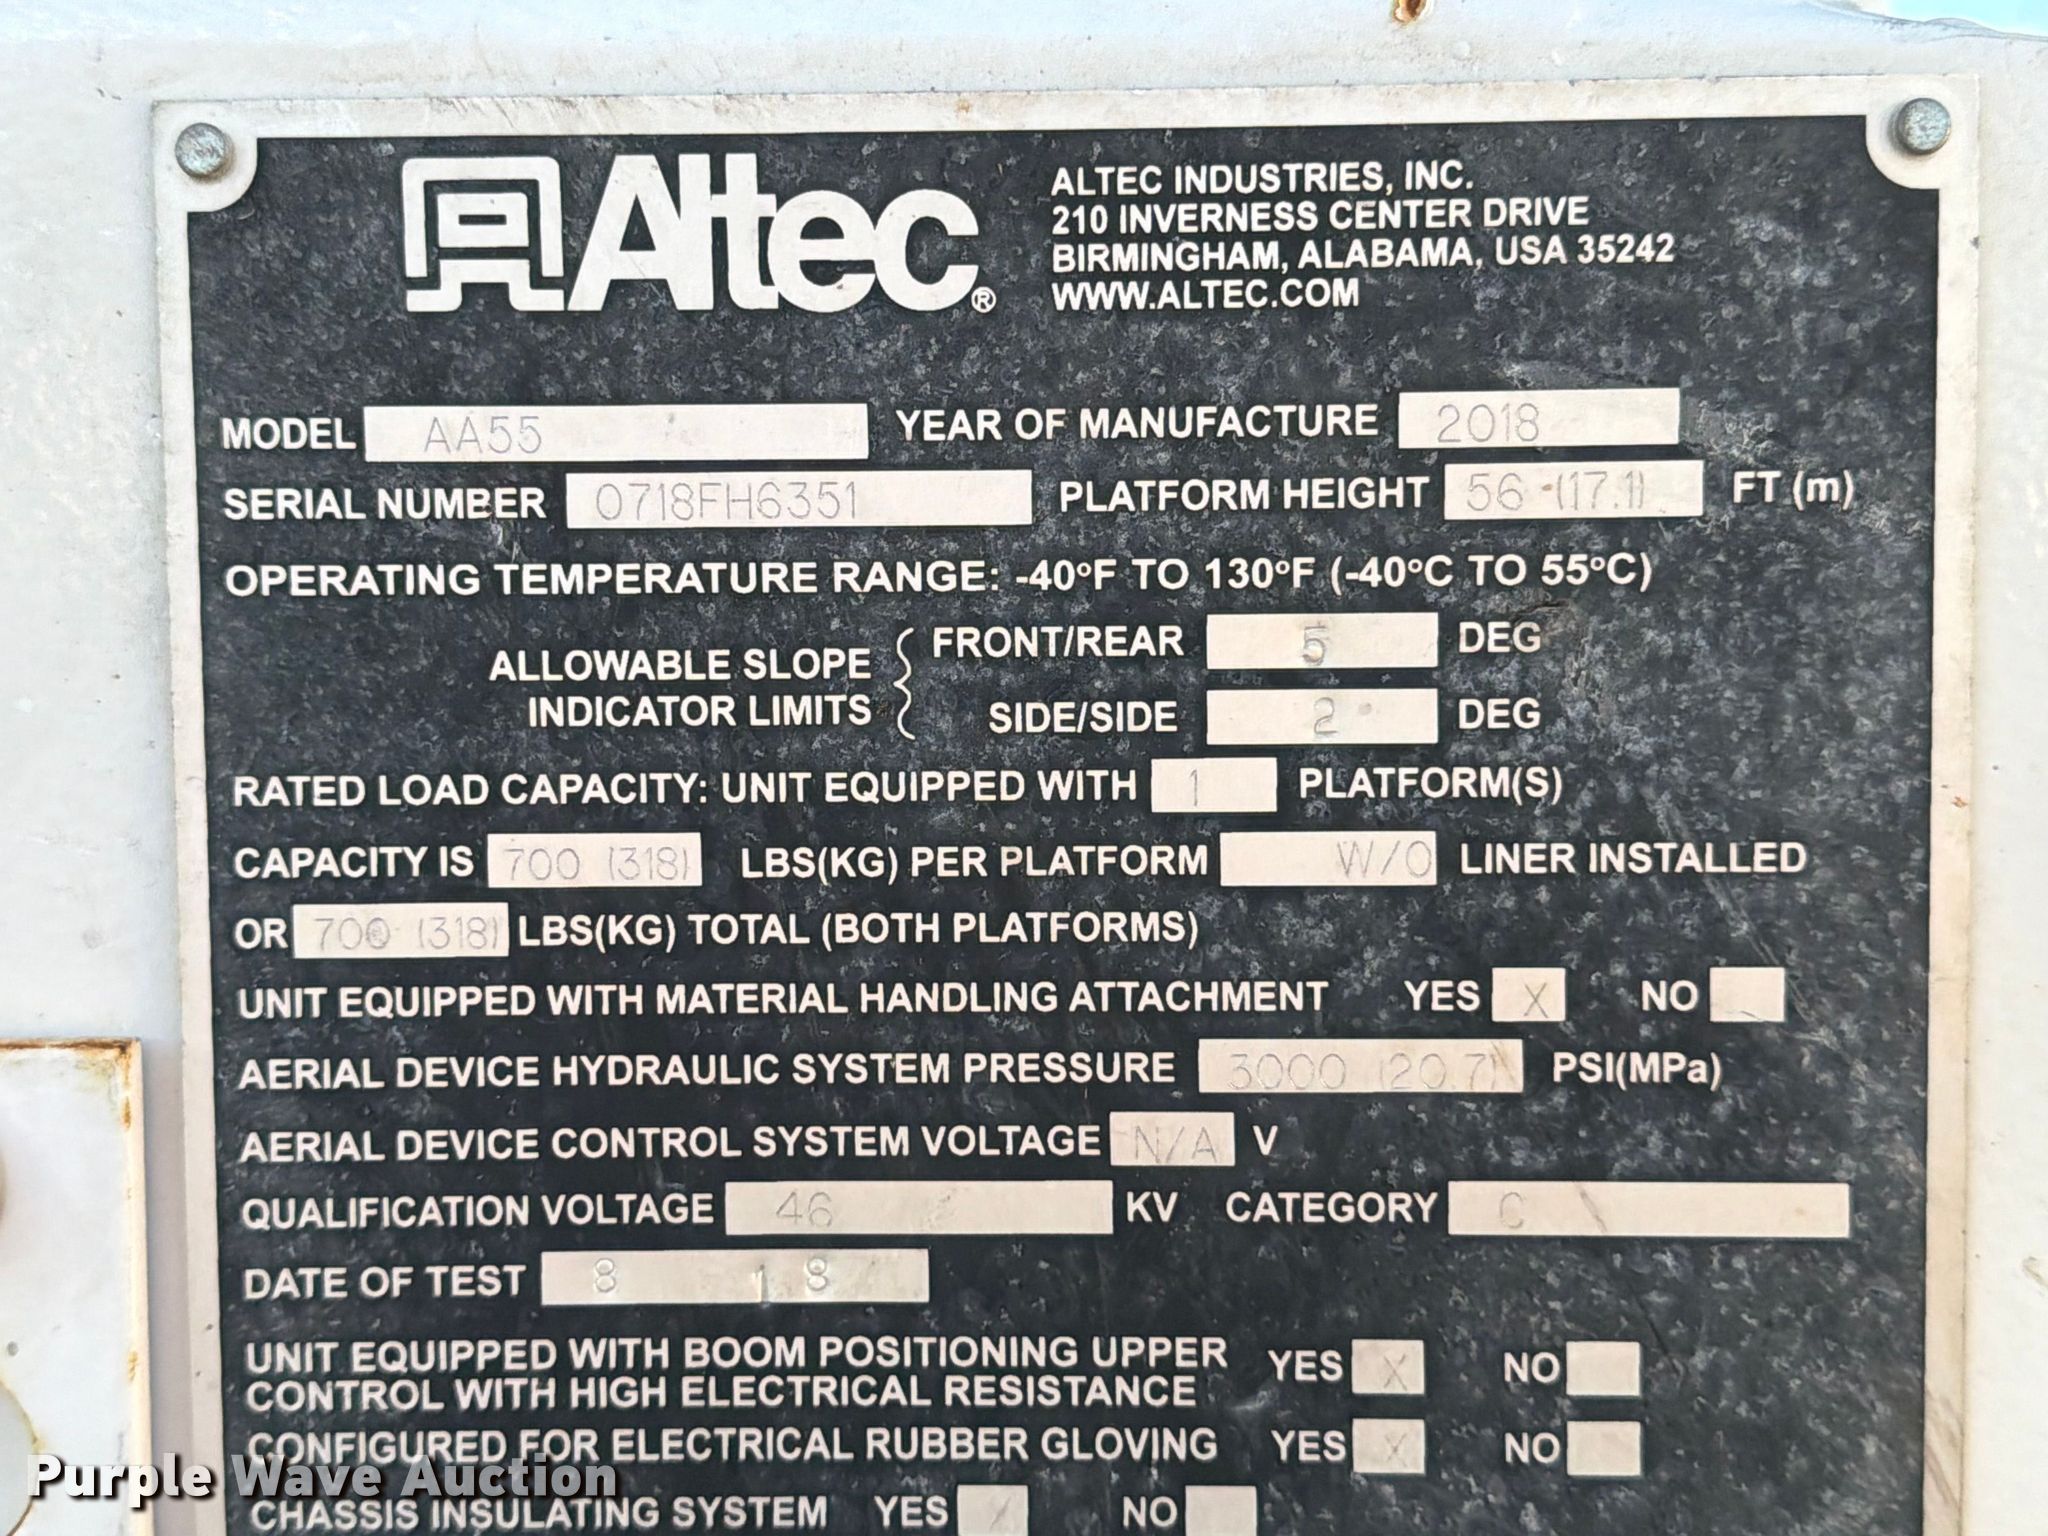 Altec®
ALTEC INDUSTRIES, INC.
210 INVERNESS CENTER DRIVE
BIRMINGHAM, ALABAMA, USA 35242
WWW.ALTEC.COM
MODEL AA55 YEAR OF MANUFACTURE 2018
SERIAL NUMBER 0718FH6351 PLATFORM HEIGHT 56 (17.1) FT (m)
OPERATING TEMPERATURE RANGE: -40°F TO 130°F (-40°C TO 55°C)
ALLOWABLE SLOPE INDICATOR LIMITS
FRONT/REAR 5 DEG
SIDE/SIDE 2 DEG
RATED LOAD CAPACITY: UNIT EQUIPPED WITH 1 PLATFORM(S)
CAPACITY IS 700 (318) LBS(KG) PER PLATFORM W/O LINER INSTALLED
OR 700 (318) LBS(KG) TOTAL (BOTH PLATFORMS)
UNIT EQUIPPED WITH MATERIAL HANDLING ATTACHMENT YES X NO
AERIAL DEVICE HYDRAULIC SYSTEM PRESSURE 3000 (20.7) PSI(MPa)
AERIAL DEVICE CONTROL SYSTEM VOLTAGE N/A V
QUALIFICATION VOLTAGE 46 KV CATEGORY C
DATE OF TEST 8 18
UNIT EQUIPPED WITH BOOM POSITIONING UPPER
CONTROL WITH HIGH ELECTRICAL RESISTANCE YES X NO
CONFIGURED FOR ELECTRICAL RUBBER GLOVING YES X NO
CHASSIS INSULATING SYSTEM YES NO
Purple Wave Auction